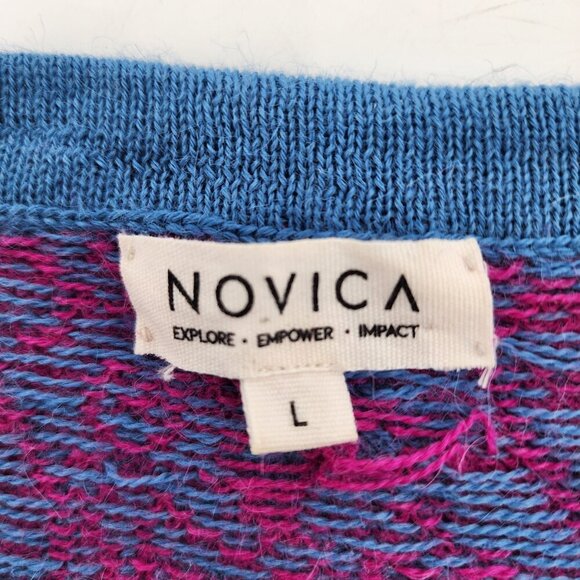 NOVICA
EXPLORE • EMPOWER • IMPACT
L